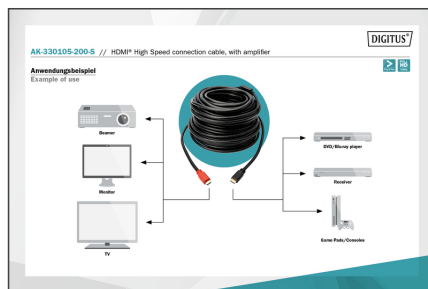 DIGITUS®
AK-330105-200-S // HDMI® High Speed connection cable, with amplifier
Anwendungsbeispiel
Example of use
Beamer
Monitor
TV
DVD/Bluray player
Receiver
Game Pads/Consoles